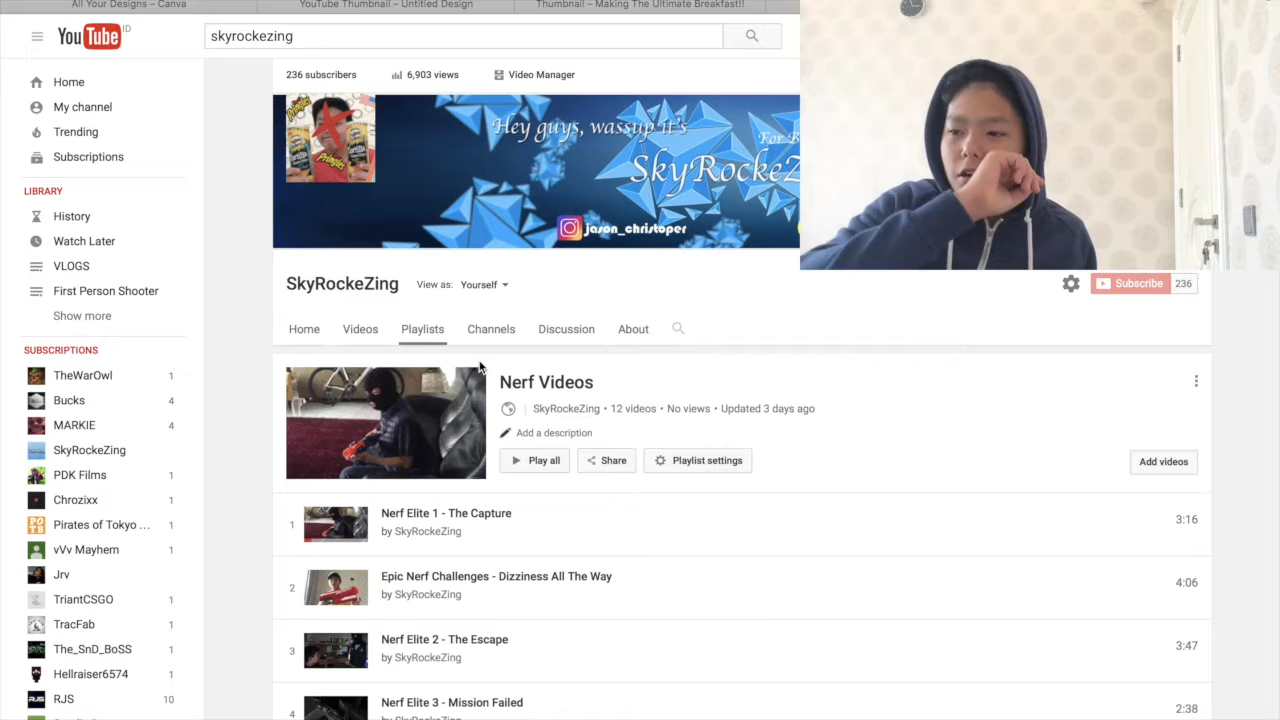 All Your Designs – Canva
YouTube Thumbnail – Untitled Design
Thumbnail – Making The Ultimate Breakfast!!
YouTube ID
skyrockezing
236 subscribers
6,903 views
Video Manager
Home
My channel
Trending
Subscriptions
LIBRARY
History
Watch Later
VLOGS
First Person Shooter
Show more
SUBSCRIPTIONS
TheWarOwl 1
Bucks 4
MARKIE 4
SkyRockeZing
PDK Films 1
Chrozixx 1
Pirates of Tokyo ... 1
vVv Mayhem 1
Jrv 1
TriantCSGO 1
TracFab 1
The_SnD_BoSS 1
Hellraiser6574 1
RJS 10
Pringles
Pringles
Hey guys, wassup it's
For B
SkyRockeZ
jason_christoper
SkyRockeZing
View as: Yourself
Subscribe 236
Home
Videos
Playlists
Channels
Discussion
About
Nerf Videos
SkyRockeZing • 12 videos • No views • Updated 3 days ago
Add a description
Play all
Share
Playlist settings
Add videos
1
Nerf Elite 1 - The Capture
by SkyRockeZing
3:16
2
Epic Nerf Challenges - Dizziness All The Way
by SkyRockeZing
4:06
3
Nerf Elite 2 - The Escape
by SkyRockeZing
3:47
4
Nerf Elite 3 - Mission Failed
by SkyRockeZing
2:38